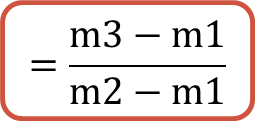 = m3 − m1
m2 − m1